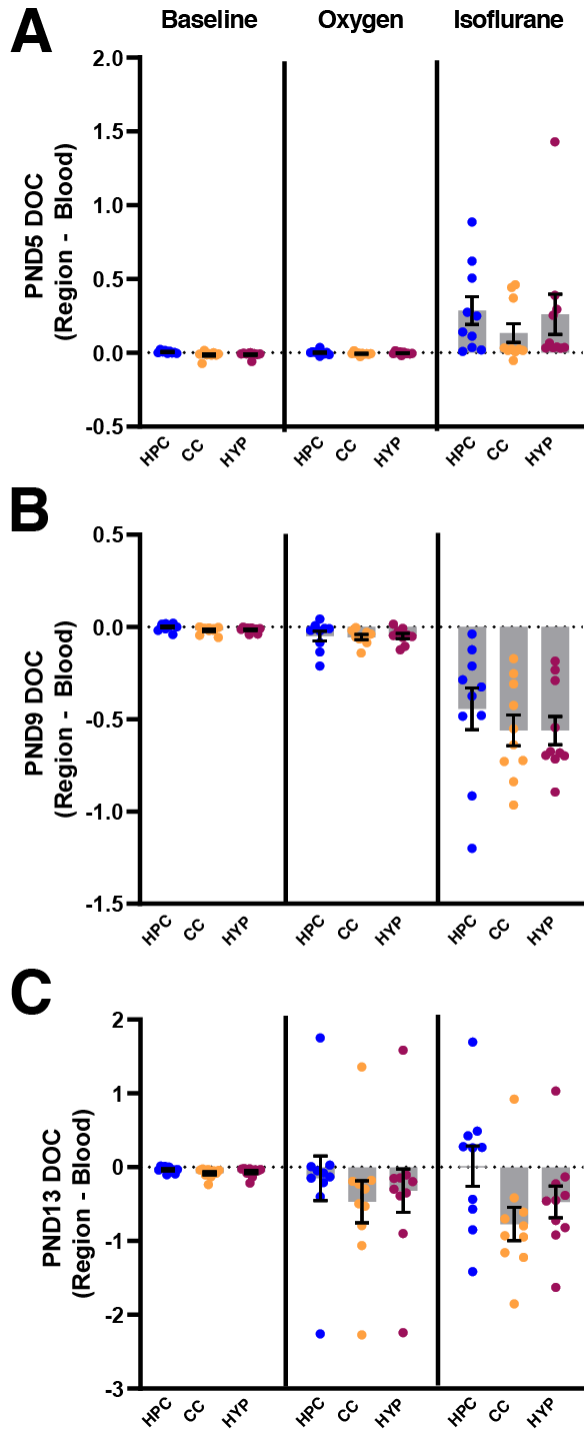 A
Baseline Oxygen Isoflurane
PND5 DOC
(Region - Blood)
2.0
1.5
1.0
0.5
0.0
-0.5
HPC CC HYP HPC CC HYP HPC CC HYP
B
PND9 DOC
(Region - Blood)
0.5
0.0
-0.5
-1.0
-1.5
HPC CC HYP HPC CC HYP HPC CC HYP
C
PND13 DOC
(Region - Blood)
2
1
0
-1
-2
-3
HPC CC HYP HPC CC HYP HPC CC HYP